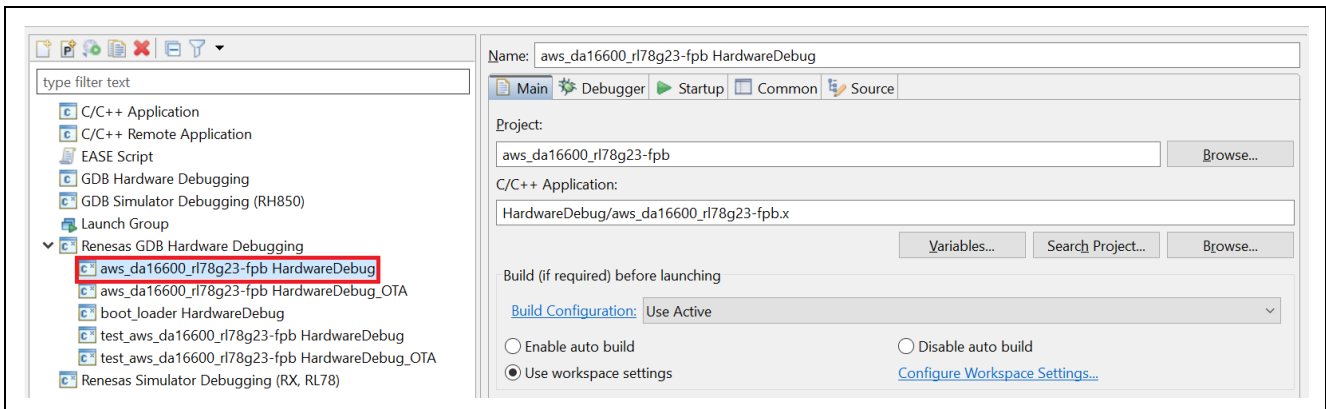 type filter text
C/C++ Application
C/C++ Remote Application
EASE Script
GDB Hardware Debugging
GDB Simulator Debugging (RH850)
Launch Group
Renesas GDB Hardware Debugging
aws_da16600_rl78g23-fpb HardwareDebug
aws_da16600_rl78g23-fpb HardwareDebug_OTA
boot_loader HardwareDebug
test_aws_da16600_rl78g23-fpb HardwareDebug
test_aws_da16600_rl78g23-fpb HardwareDebug_OTA
Renesas Simulator Debugging (RX, RL78)
Name: aws_da16600_rl78g23-fpb HardwareDebug
Main Debugger Startup Common Source
Project:
aws_da16600_rl78g23-fpb Browse...
C/C++ Application:
HardwareDebug/aws_da16600_rl78g23-fpb.x
Variables... Search Project... Browse...
Build (if required) before launching
Build Configuration: Use Active
Enable auto build Disable auto build
Use workspace settings Configure Workspace Settings...